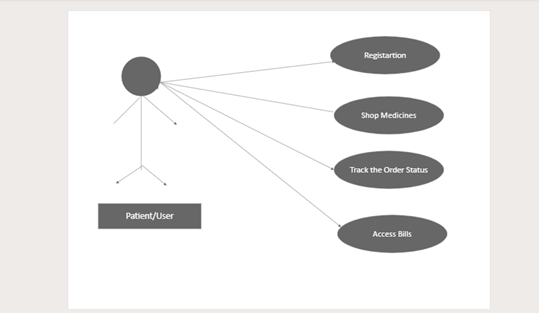 Registartion
Shop Medicines
Track the Order Status
Patient/User
Access Bills